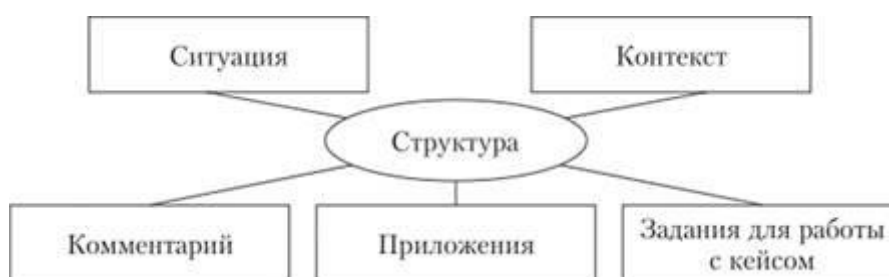 Ситуация
Контекст
Структура
Комментарий
Приложения
Задания для работы
с кейсом